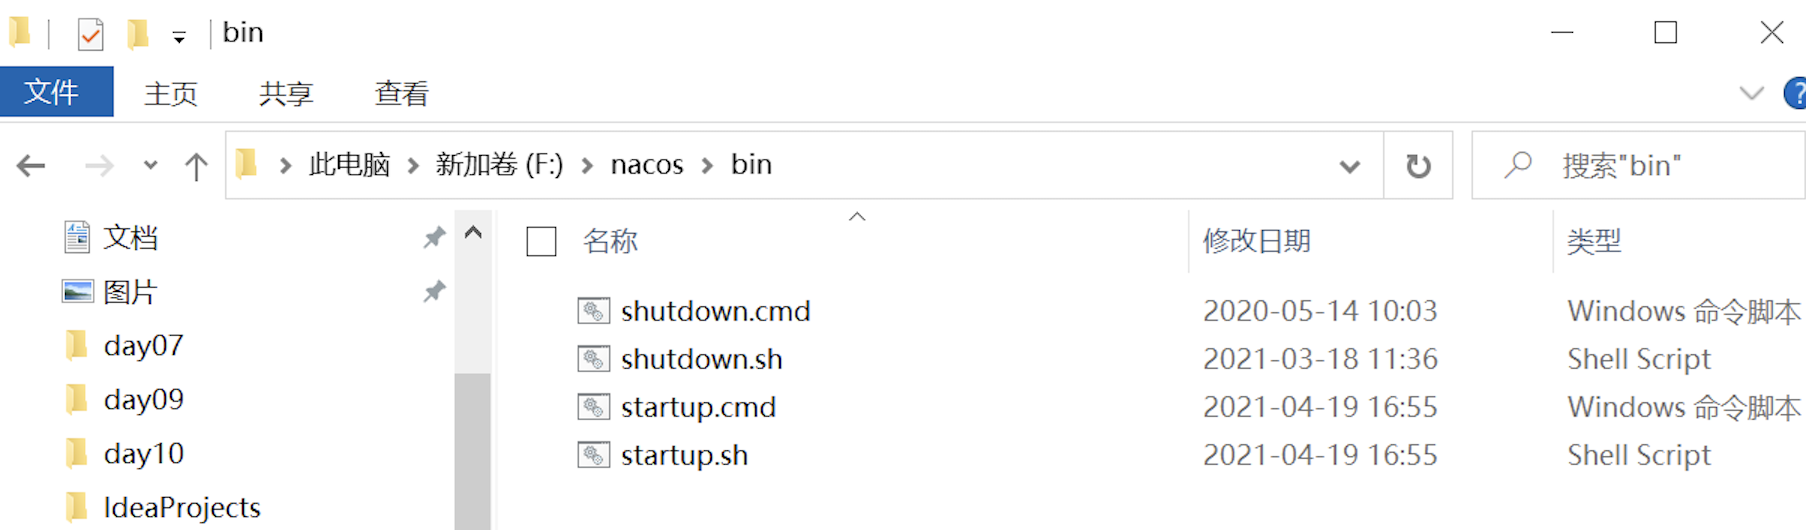 bin
文件 主页 共享 查看
此电脑 新加卷 (F:) nacos bin 搜索"bin"
文档
图片
day07
day09
day10
IdeaProjects
名称 修改日期 类型
shutdown.cmd 2020-05-14 10:03 Windows 命令脚本
shutdown.sh 2021-03-18 11:36 Shell Script
startup.cmd 2021-04-19 16:55 Windows 命令脚本
startup.sh 2021-04-19 16:55 Shell Script